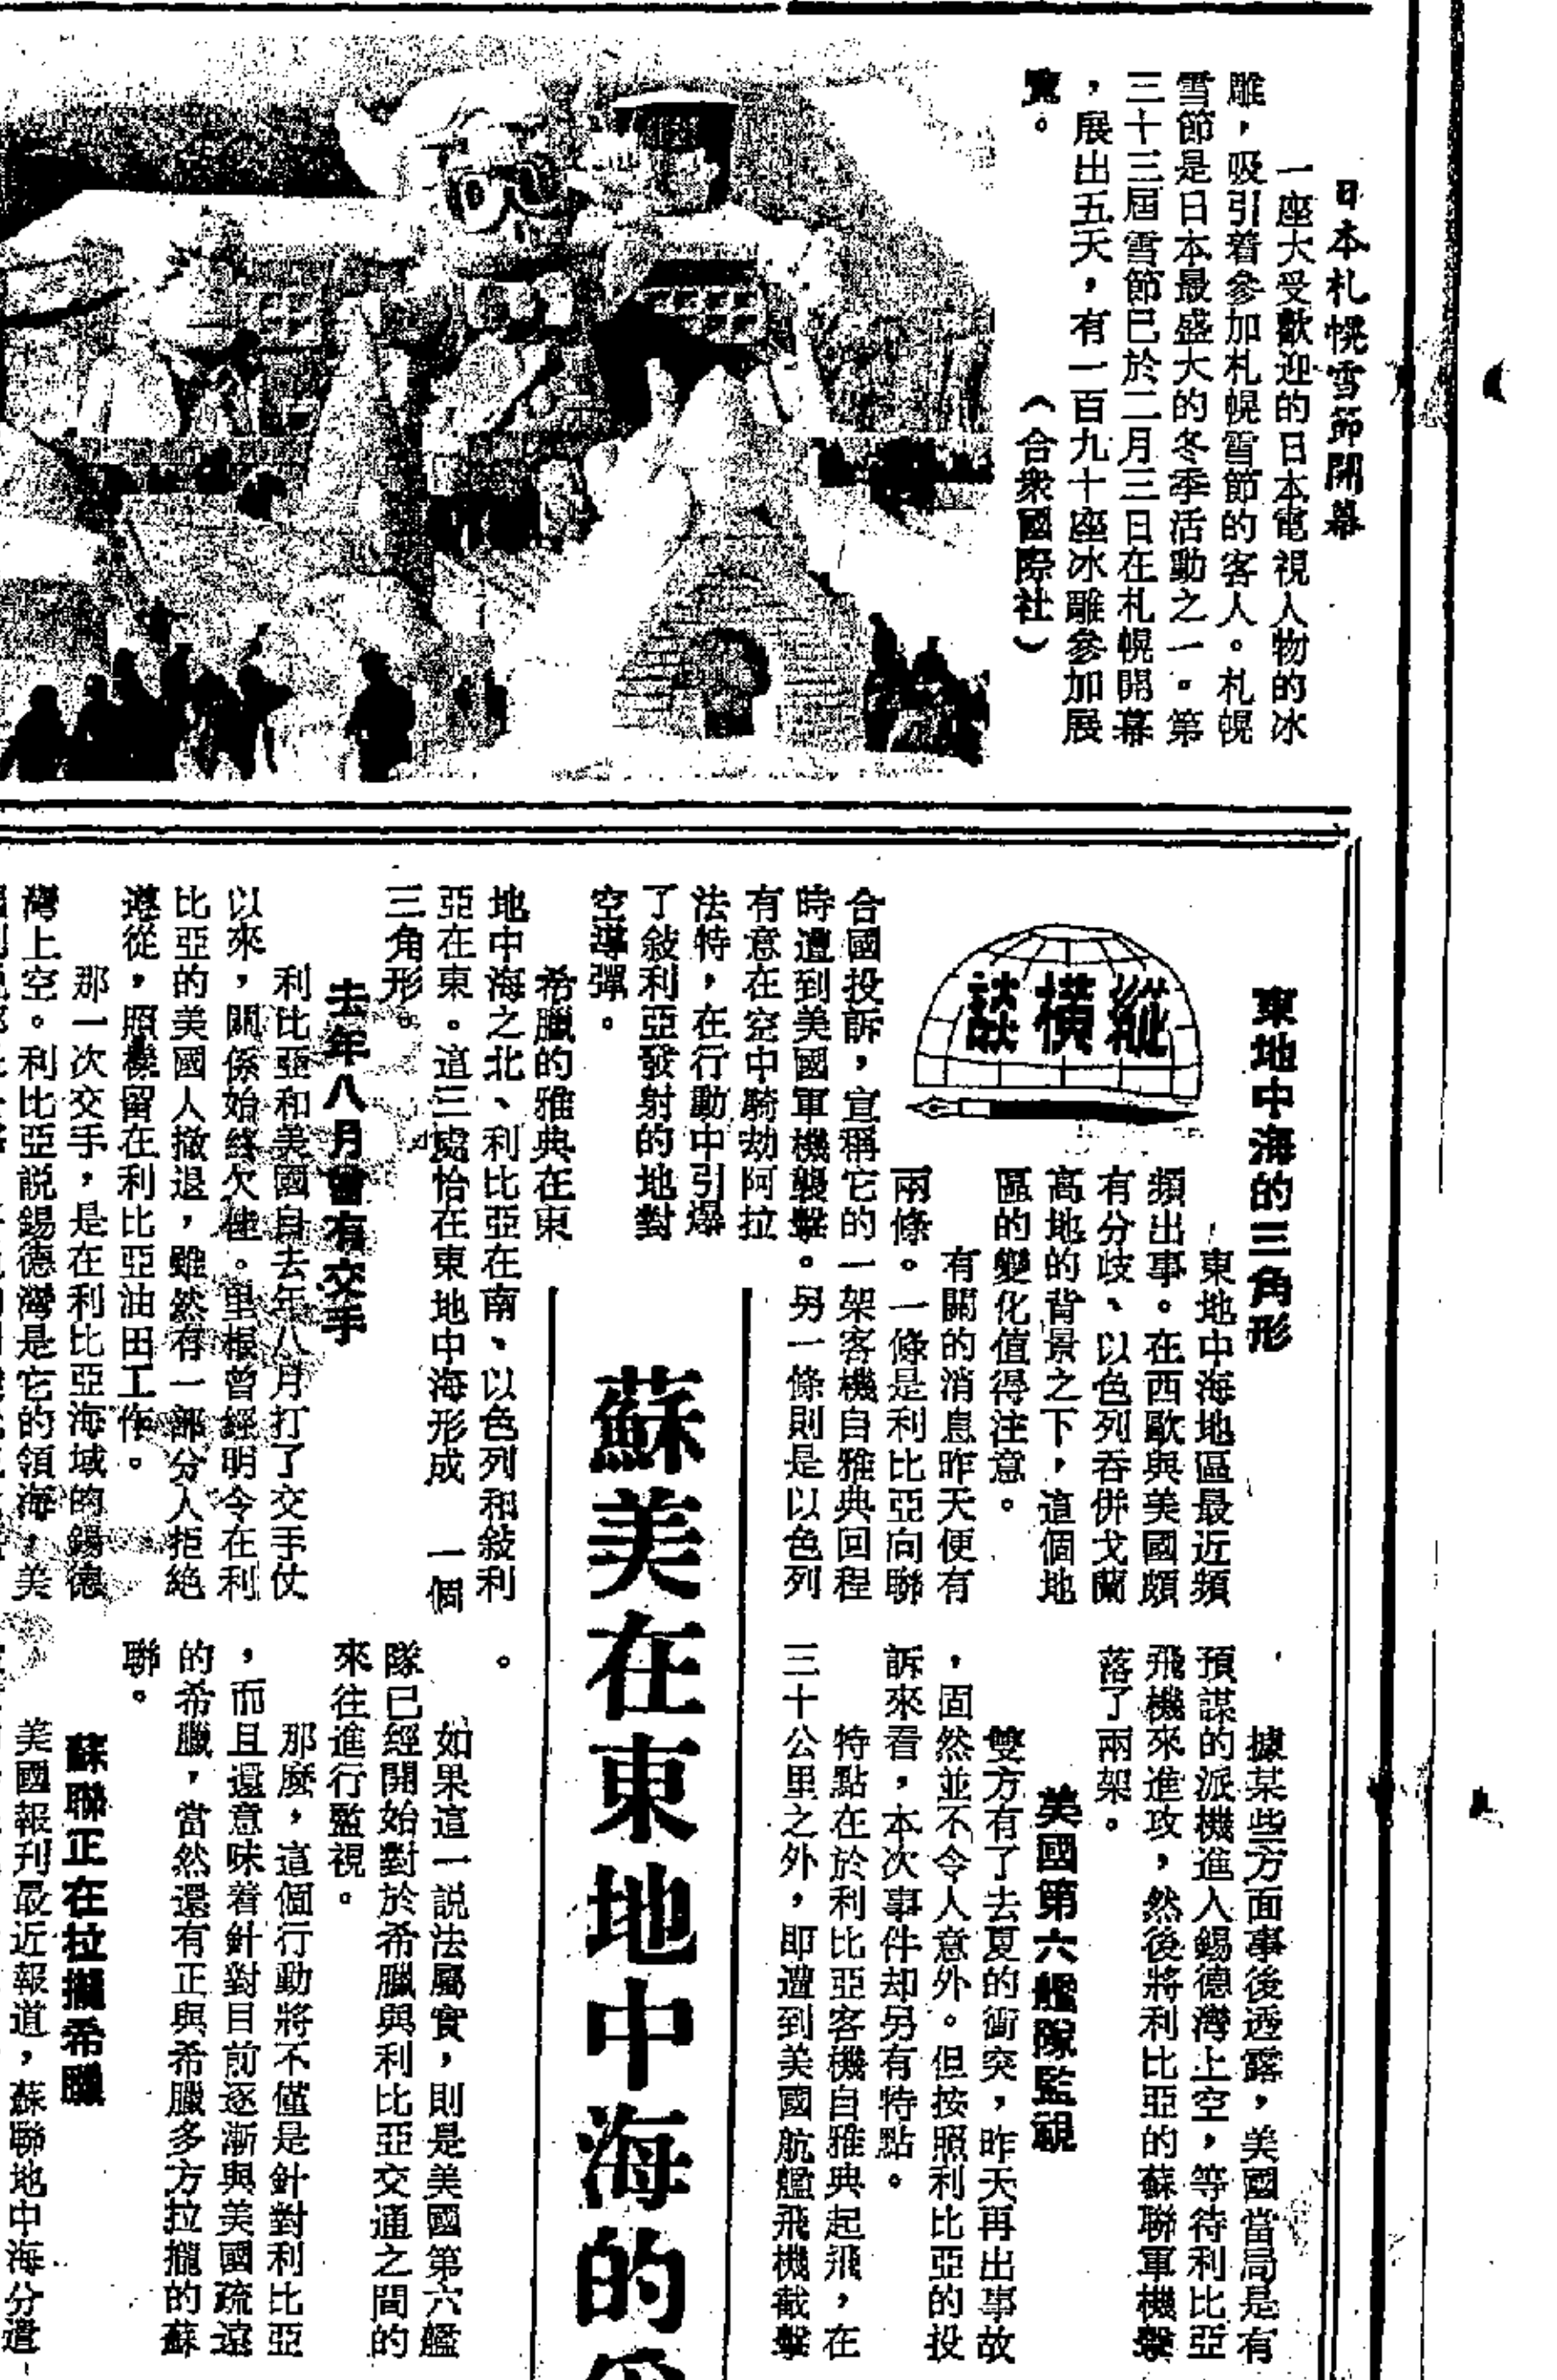 日本札幌雪節開幕
一座大受歡迎的日本電視人物的冰
雕，吸引着參加札幌雪節的客人。札幌
雪節是日本最盛大的冬季活動之一。第
三十三屆雪節已於二月三日在札幌開幕
，展出五天，有一百九十座冰雕參加展
覽。
（合衆國際社）
縱橫談
東地中海的三角形
東地中海地區最近頻
頻出事。在西歐與美國頗
有分歧、以色列吞併戈蘭
高地的背景之下，這個地
區的變化值得注意。
有關的消息昨天便有
兩條。一條是利比亞向聯
合國投訴，宣稱它的一架客機自雅典回程
時遭到美國軍機襲擊。另一條則是以色列
有意在空中騎劫阿拉
法特，在行動中引爆
了敍利亞發射的地對
空導彈。
希臘的雅典在東
地中海之北、利比亞在南、以色列和敍利
亞在東。這三處恰在東地中海形成一個
三角形。
去年八月曾有交手
利比亞和美國自去年八月打了交手仗
以來，關係始終欠佳。里根曾經明令在利
比亞的美國人撤退，雖然有一部分人拒絶
遵從，照樣留在利比亞油田工作。
那一次交手，是在利比亞海域的錫德
灣上空。利比亞説錫德灣是它的領海，美
蘇美在東地中海的
據某些方面事後透露，美國當局是有
預謀的派機進入錫德灣上空，等待利比亞
飛機來進攻，然後將利比亞的蘇聯軍機擊
落了兩架。
美國第六艦隊監視
雙方有了去夏的衝突，昨天再出事故
，固然並不令人意外。但按照利比亞的投
訴來看，本次事件却另有特點。
特點在於利比亞客機自雅典起飛，在
三十公里之外，即遭到美國航艦飛機截擊
。
如果這一説法屬實，則是美國第六艦
隊已經開始對於希臘與利比亞交通之間的
來往進行監視。
那麽，這個行動將不僅是針對利比亞
，而且還意味着針對目前逐漸與美國疏遠
的希臘，當然還有正與希臘多方拉攏的蘇
聯。
蘇聯正在拉攏希臘
美國報刊最近報道，蘇聯地中海分遣